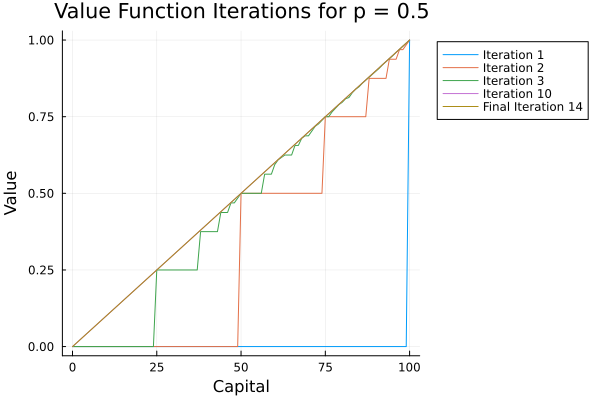 Value Function Iterations for p = 0.5
1.00
0.75
0.50
0.25
0.00
Value
0
25
50
75
100
Capital
Iteration 1
Iteration 2
Iteration 3
Iteration 10
Final Iteration 14